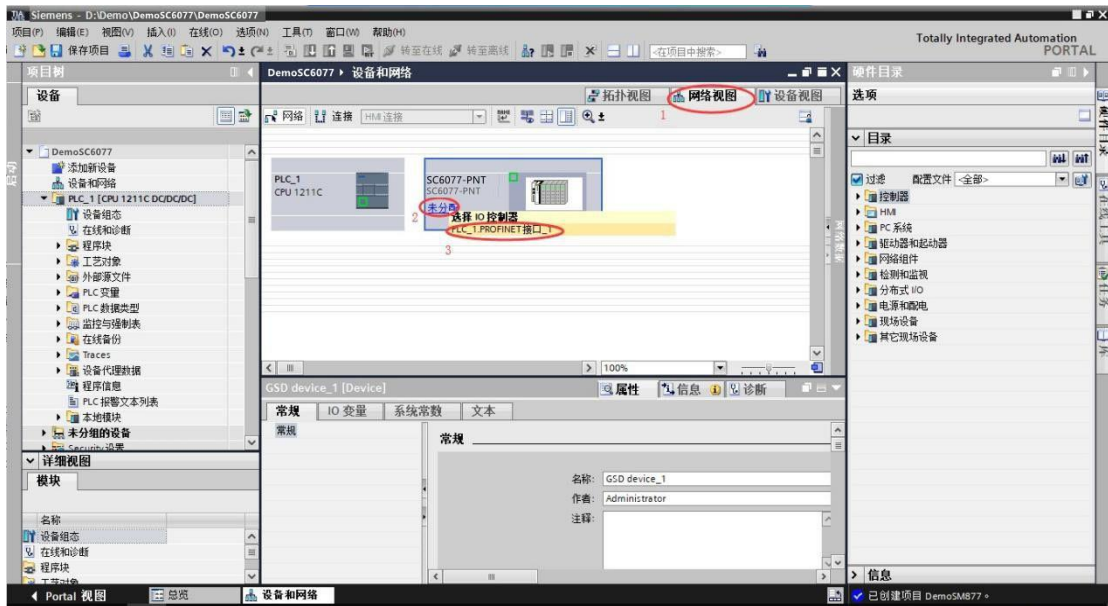 Siemens - D:\Demo\DemoSC6077\DemoSC6077
项目(P) 编辑(E) 视图(V) 插入(I) 在线(O) 选项(N) 工具(T) 窗口(W) 帮助(H)
Totally Integrated Automation
PORTAL
保存项目 转至在线 转至离线 <在项目中搜索>
项目树
DemoSC6077 设备和网络
硬件目录
设备
拓扑视图 网络视图 设备视图
选项
1
网络 连接 HMI 连接
目录
DemoSC6077
添加新设备
设备和网络
PLC_1 [CPU 1211C DC/DC/DC]
设备组态
在线和诊断
程序块
工艺对象
外部源文件
PLC 变量
PLC 数据类型
监控与强制表
在线备份
Traces
设备代理数据
程序信息
PLC 报警文本列表
本地模块
未分组的设备
Security 设置
PLC_1
CPU 1211C
SC6077-PNT
SC6077-PNT
未分配
2
选择 IO 控制器
PLC_1.PROFINET接口_1
3
过滤 配置文件 <全部>
控制器
HMI
PC 系统
驱动器和起动器
网络组件
检测和监视
分布式 I/O
电源和配电
现场设备
其它现场设备
硬件目录
在线工具
任务
库
100%
GSD device_1 [Device]
属性 信息 诊断
常规 IO 变量 系统常数 文本
常规
常规
名称: GSD device_1
作者: Administrator
注释:
详细视图
模块
名称
设备组态
在线和诊断
程序块
工艺对象
信息
Portal 视图 总览 设备和网络
已创建项目 DemoSM877。